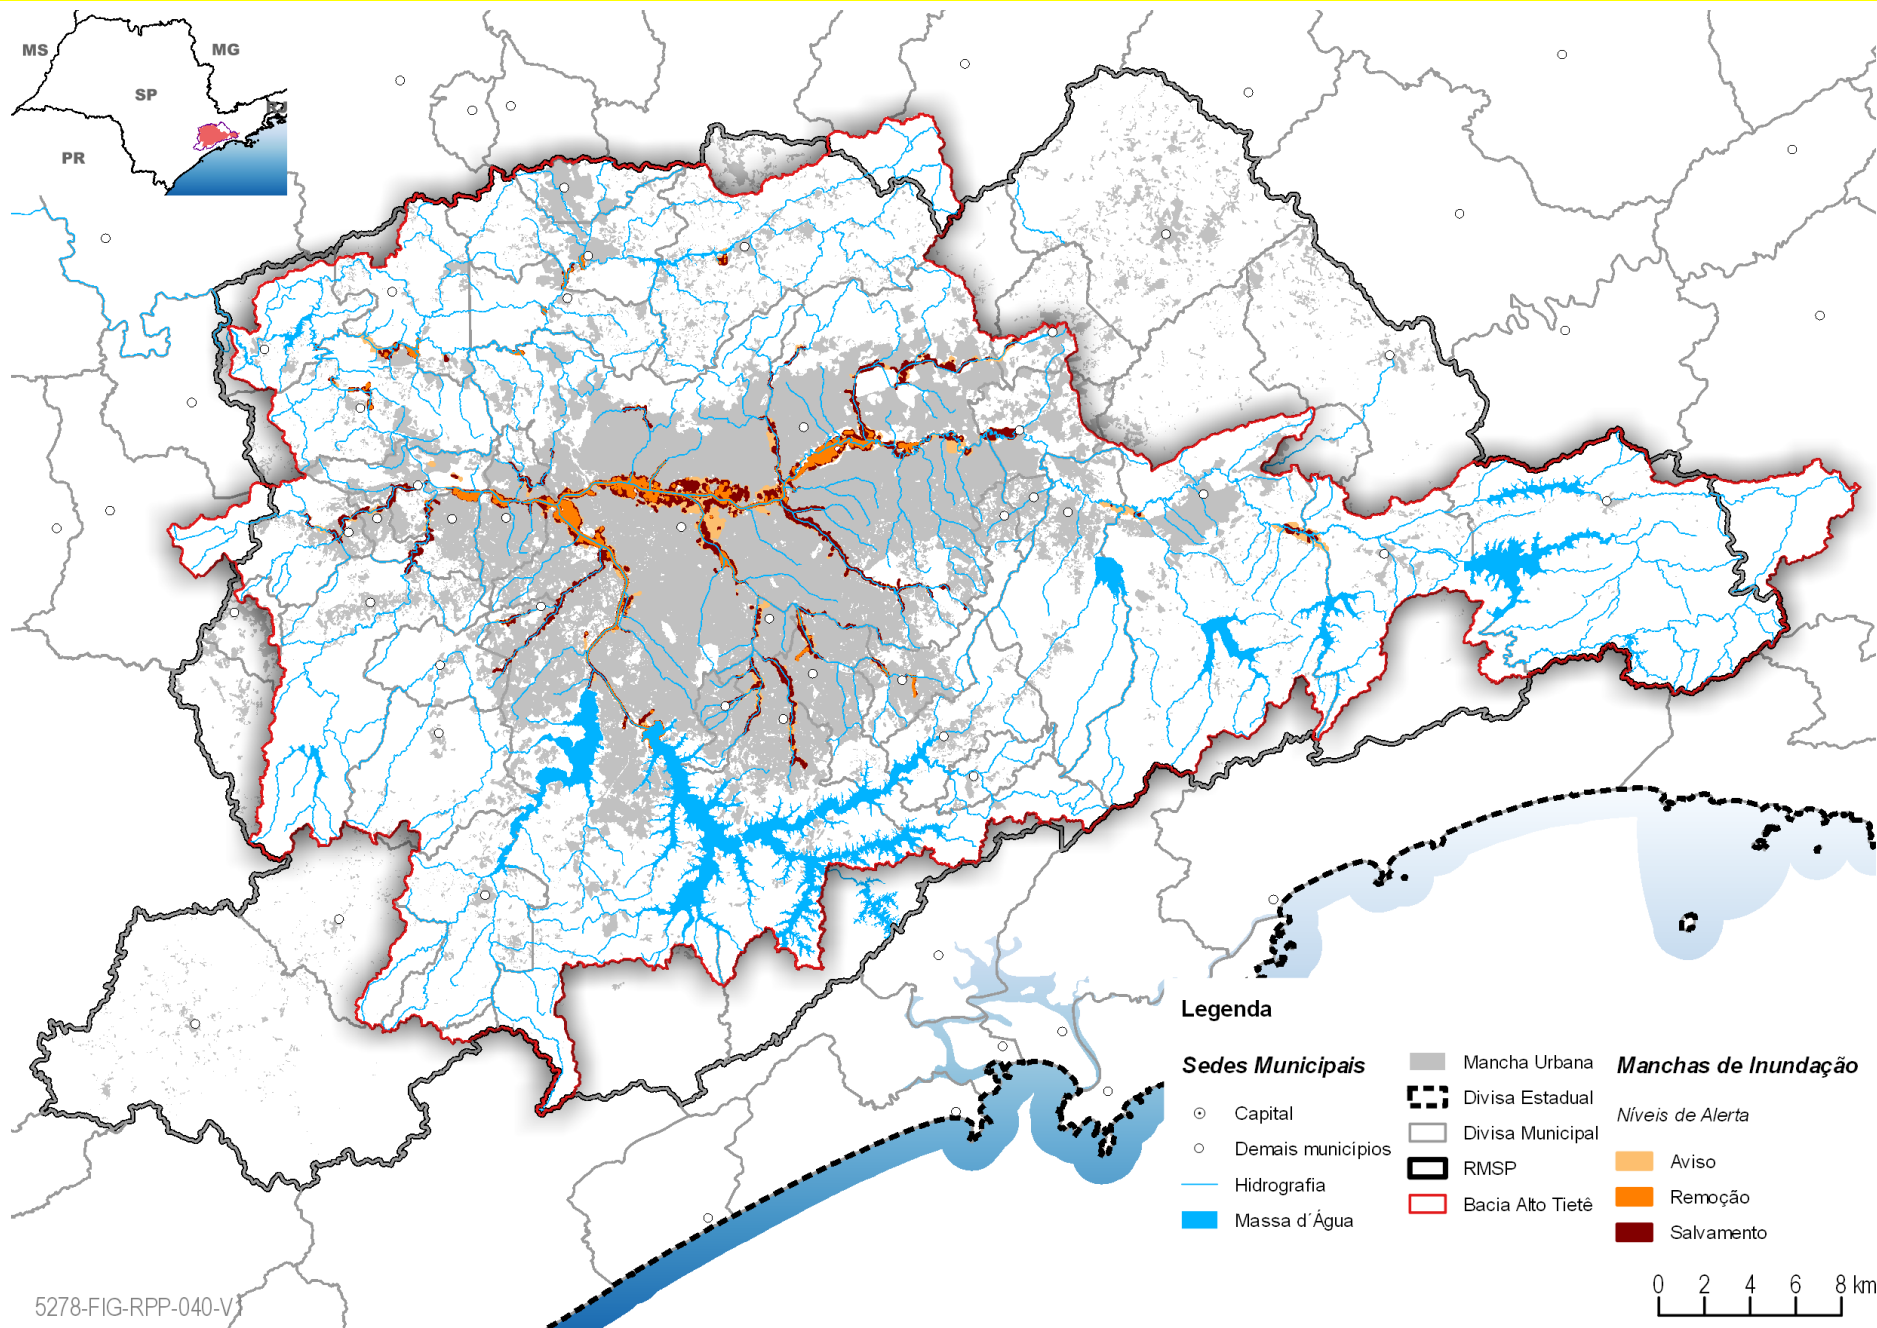 MS
MG
SP
RJ
PR
Legenda
Sedes Municipais
Capital
Demais municípios
Hidrografia
Massa d´Água
Mancha Urbana
Divisa Estadual
Divisa Municipal
RMSP
Bacia Alto Tietê
Manchas de Inundação
Níveis de Alerta
Aviso
Remoção
Salvamento
0 2 4 6 8 km
5278-FIG-RPP-040-V1